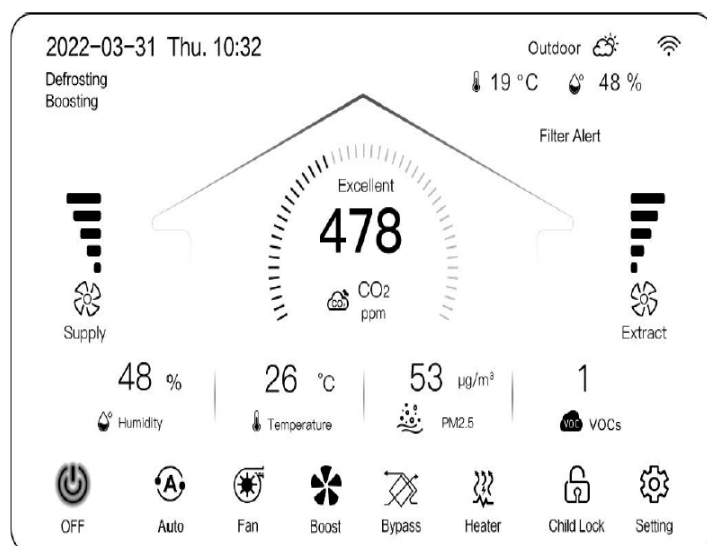 2022-03-31 Thu. 10:32
Outdoor
Defrosting
19 °C
48 %
Boosting
Filter Alert
Excellent
478
CO2
CO2
ppm
Supply
Extract
48 %
26 °C
53 µg/m³
1
Humidity
Temperature
PM2.5
VOC
VOCs
A
OFF
Auto
Fan
Boost
Bypass
Heater
Child Lock
Setting